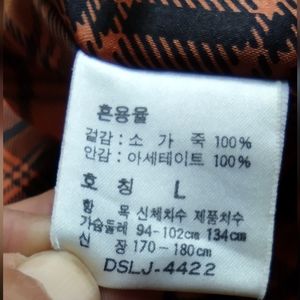 혼용률
겉감 : 소 가 죽 100%
안감 : 아세테이트 100%
호 칭 L
항 목 신체치수 제품치수
가슴둘레 94-102cm 134cm
신 장 170-180cm
DSLJ-4422